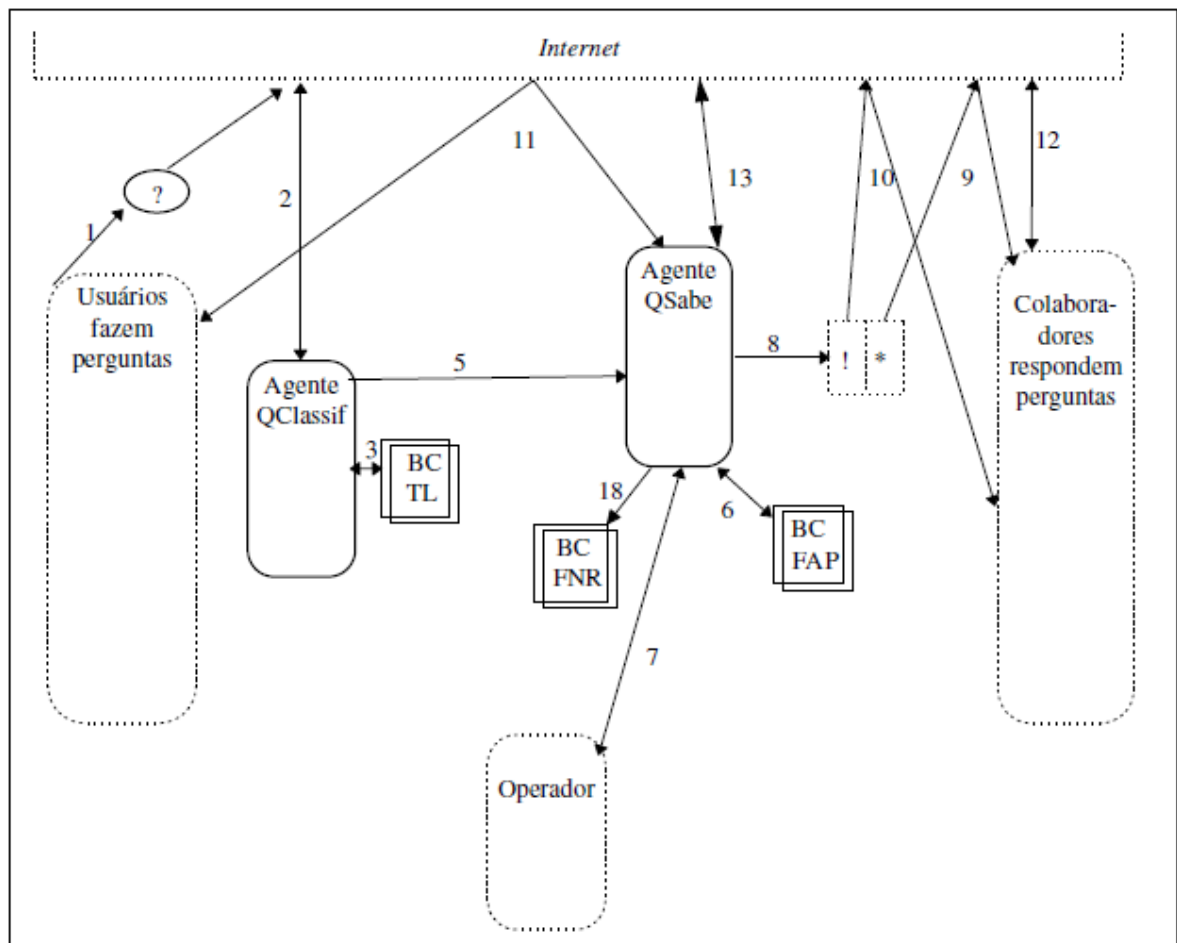 Internet
11
13
10
9
12
?
2
1
Usuários
fazem
perguntas
Agente
QSabe
Colabora-
dores
respondem
perguntas
8
!
*
5
Agente
QClassif
3
BC
TL
18
6
BC
FNR
BC
FAP
7
Operador